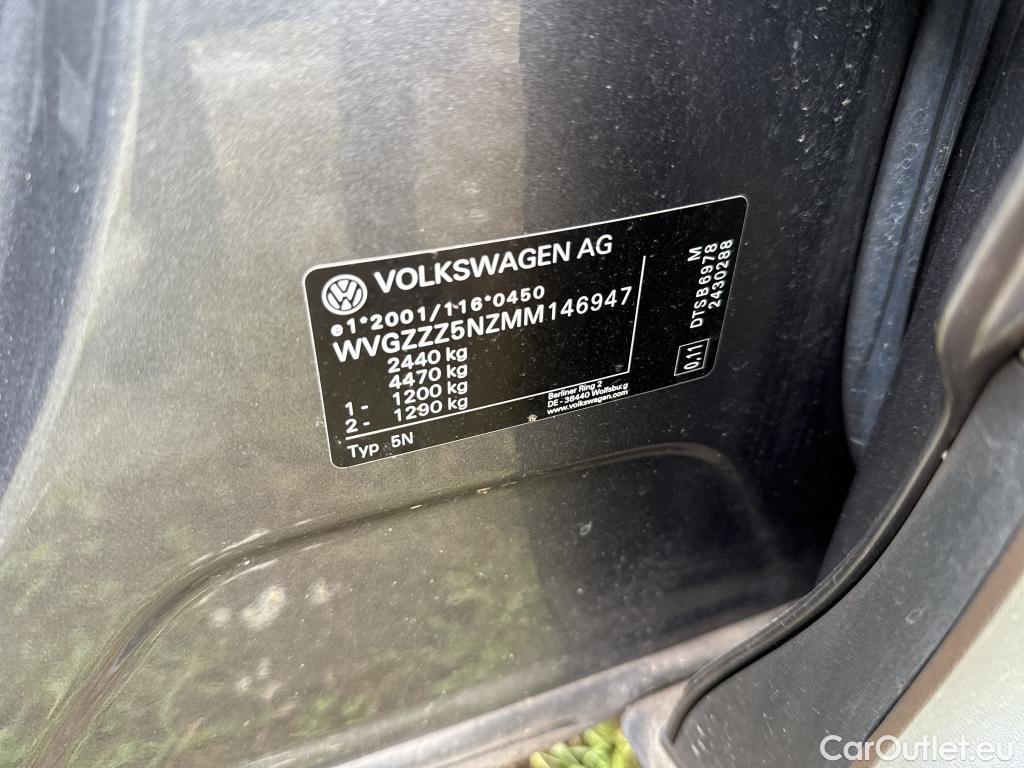 VOLKSWAGEN AG
e1*2001/116*0450
WVGZZZ5NZMM146947
2440 kg
4470 kg
1 - 1200 kg
2 - 1290 kg
Typ 5N
Berliner Ring 2
DE - 38440 Wolfsburg
www.volkswagen.com
0,11
M
DTSB6978
2430288
CarOutlet.eu